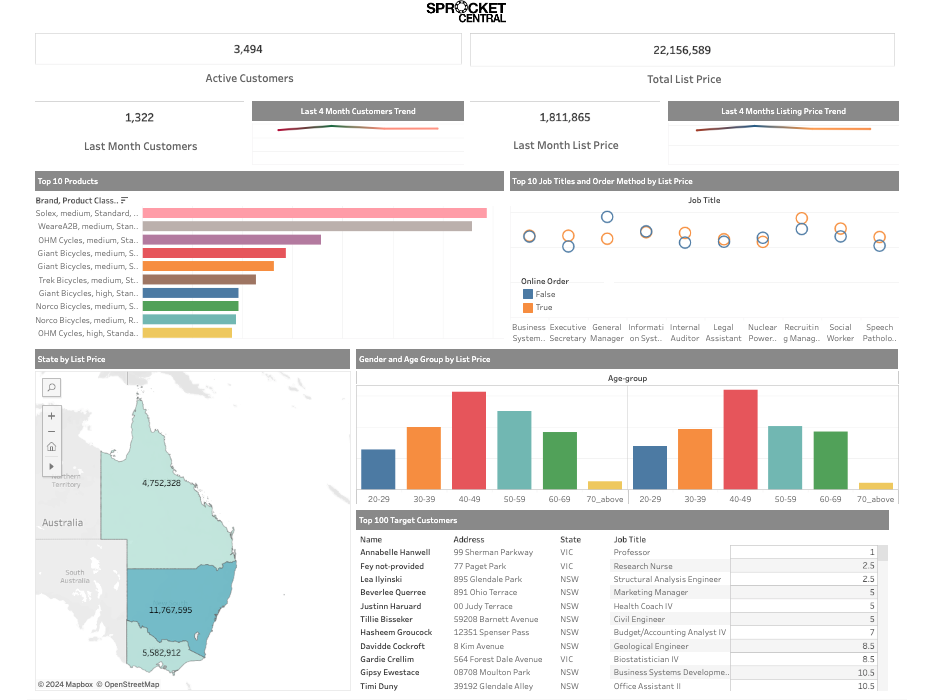 SPROCKET
CENTRAL
3,494
22,156,589
Active Customers
Total List Price
1,322
Last 4 Month Customers Trend
1,811,865
Last 4 Months Listing Price Trend
Last Month Customers
Last Month List Price
Top 10 Products
Top 10 Job Titles and Order Method by List Price
Brand, Product Class..
Job Title
Solex, medium, Standard, ..
WeareA2B, medium, Stan..
OHM Cycles, medium, Sta..
Giant Bicycles, medium, S..
Giant Bicycles, medium, S..
Trek Bicycles, medium, St..
Giant Bicycles, high, Stan..
Norco Bicycles, medium, S..
Norco Bicycles, medium, R..
OHM Cycles, high, Standa..
Online Order
False
True
Business System.. Executive Secretary General Manager Informati on Syst.. Internal Auditor Legal Assistant Nuclear Power.. Recruitin g Manag.. Social Worker Speech Patholo..
State by List Price
Gender and Age Group by List Price
Age-group
20-29 30-39 40-49 50-59 60-69 70_above 20-29 30-39 40-49 50-59 60-69 70_above
Northern
Territory
4,752,328
Australia
South
Australia
11,767,595
5,582,912
© 2024 Mapbox © OpenStreetMap
Top 100 Target Customers
Name Address State Job Title
Annabelle Hanwell 99 Sherman Parkway VIC Professor 1
Fey not-provided 77 Paget Park VIC Research Nurse 2.5
Lea Ilyinski 895 Glendale Park NSW Structural Analysis Engineer 2.5
Beverlee Querree 891 Ohio Terrace NSW Marketing Manager 5
Justinn Haruard 00 Judy Terrace NSW Health Coach IV 5
Tillie Bisseker 59208 Barnett Avenue NSW Civil Engineer 5
Hasheem Groucock 12351 Spenser Pass NSW Budget/Accounting Analyst IV 7
Davidde Cockroft 8 Kim Avenue NSW Geological Engineer 8.5
Gardie Crellim 564 Forest Dale Avenue VIC Biostatistician IV 8.5
Gipsy Ewestace 08708 Moulton Park NSW Business Systems Developme.. 10.5
Timi Duny 39192 Glendale Alley NSW Office Assistant II 10.5